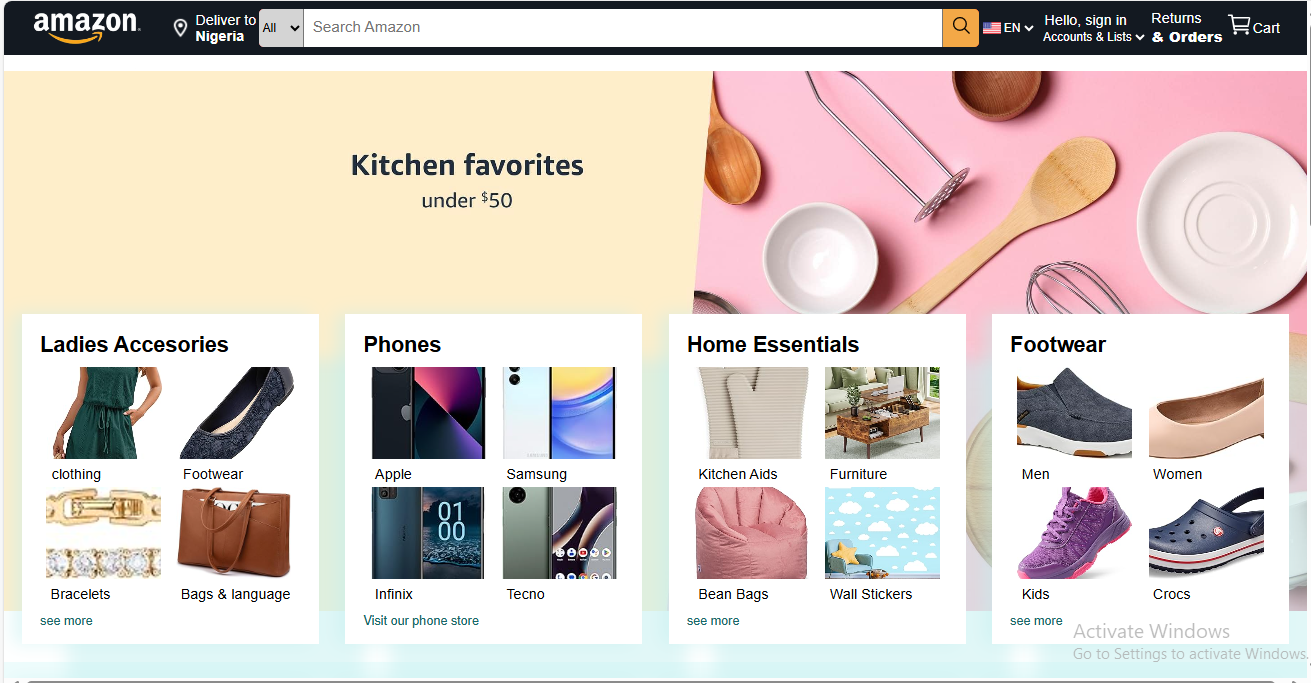 amazon
Deliver to
Nigeria
All
Search Amazon
EN
Hello, sign in
Accounts & Lists
Returns
& Orders
Cart
Kitchen favorites
under $50
Ladies Accesories
clothing
Footwear
Bracelets
Bags & language
see more
Phones
Apple
Samsung
01
00
Infinix
Tecno
Visit our phone store
Home Essentials
Kitchen Aids
Furniture
Bean Bags
Wall Stickers
see more
Footwear
Men
Women
Kids
Crocs
see more
Activate Windows
Go to Settings to activate Windows.